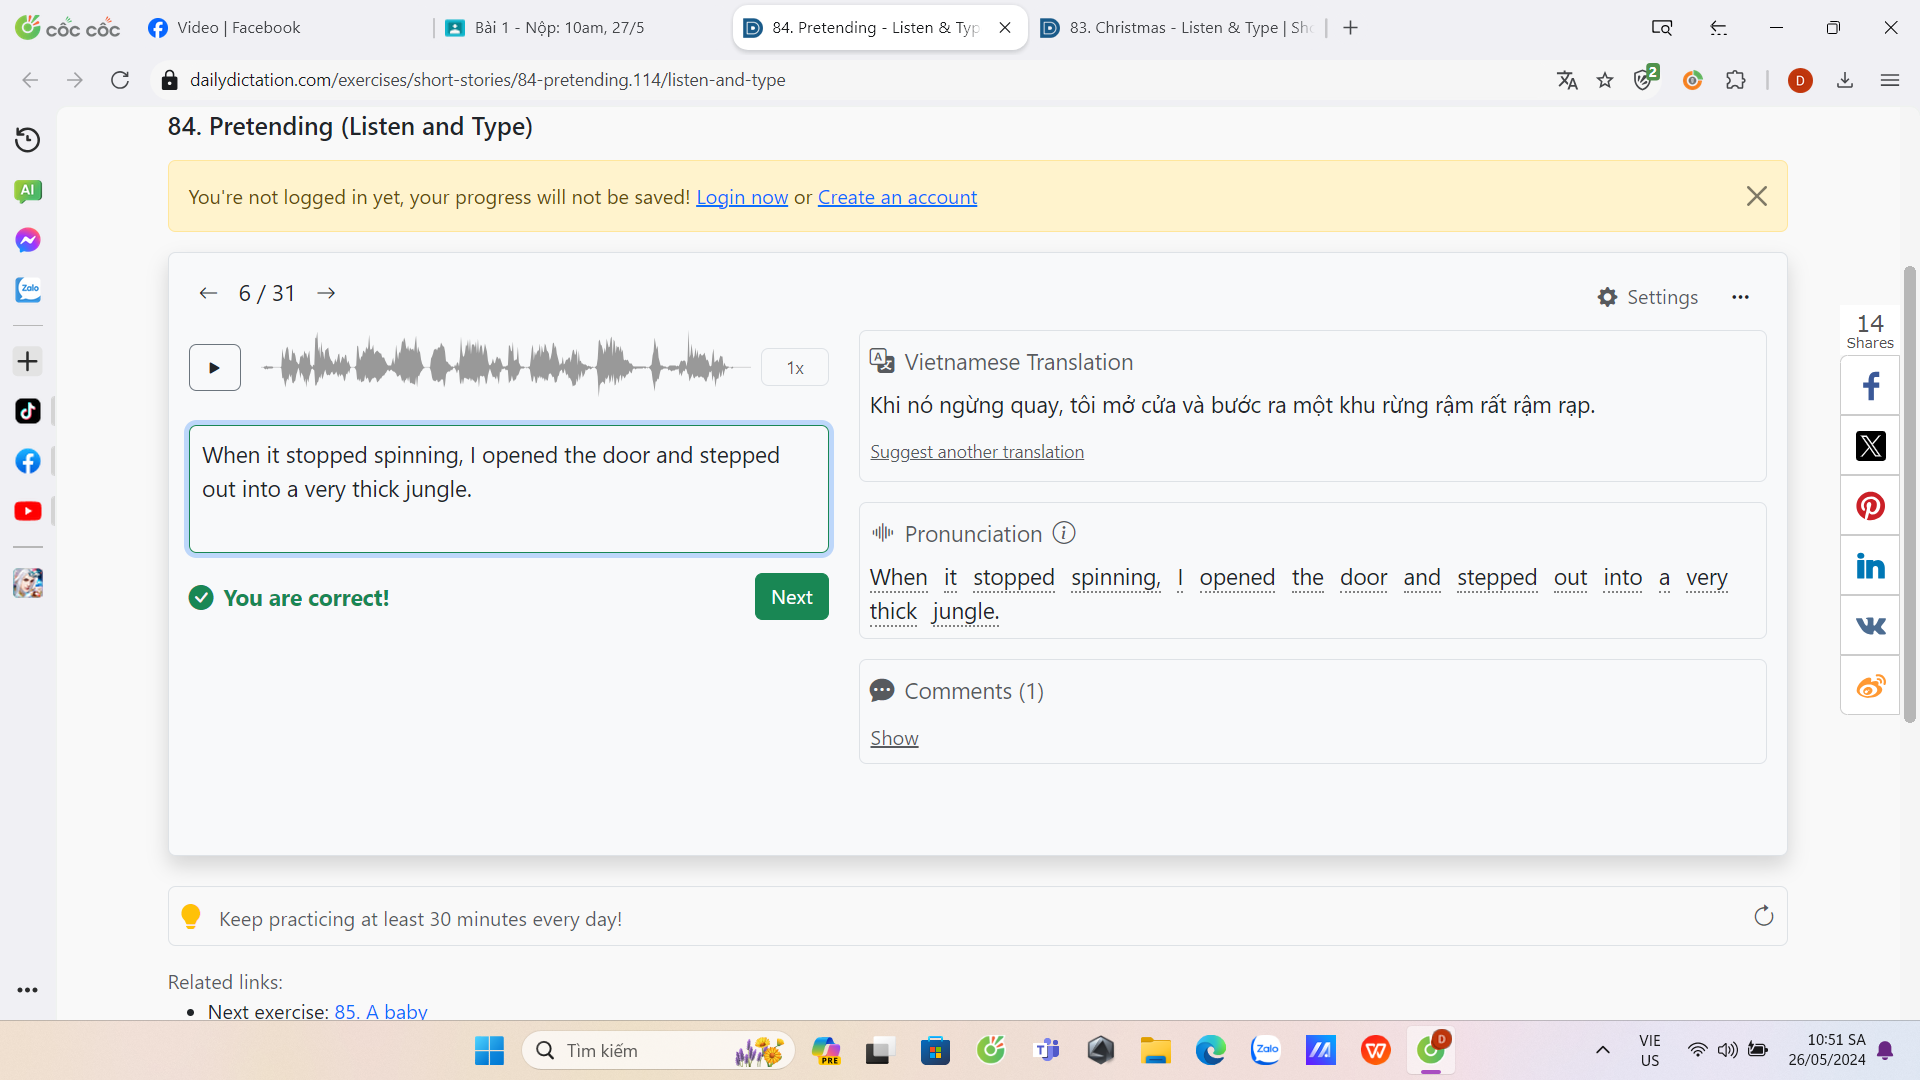 cốc cốc
Video | Facebook
Bài 1 - Nộp: 10am, 27/5
84. Pretending - Listen & Typ
83. Christmas - Listen & Type | Sh
dailydictation.com/exercises/short-stories/84-pretending.114/listen-and-type
2
D
84. Pretending (Listen and Type)
AI
You're not logged in yet, your progress will not be saved! Login now or Create an account
Zalo
6 / 31
Settings
1x
Vietnamese Translation
Khi nó ngừng quay, tôi mở cửa và bước ra một khu rừng rậm rất rậm rạp.
Suggest another translation
14
Shares
When it stopped spinning, I opened the door and stepped
out into a very thick jungle.
Pronunciation
When it stopped spinning, I opened the door and stepped out into a very
thick jungle.
You are correct!
Next
Comments (1)
Show
Keep practicing at least 30 minutes every day!
Related links:
Next exercise: 85. A baby
Tìm kiếm
PRE
Zalo
D
VIE
US
10:51 SA
26/05/2024